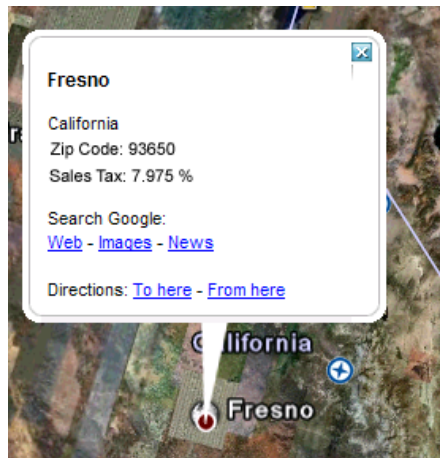 Fresno
California
Zip Code: 93650
Sales Tax: 7.975 %
Search Google:
Web - Images - News
Directions: To here - From here
California
Fresno